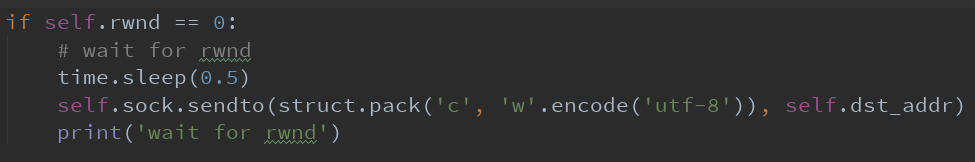 if self.rwnd == 0:
    # wait for rwnd
    time.sleep(0.5)
    self.sock.sendto(struct.pack('c', 'w'.encode('utf-8')), self.dst_addr)
    print('wait for rwnd')